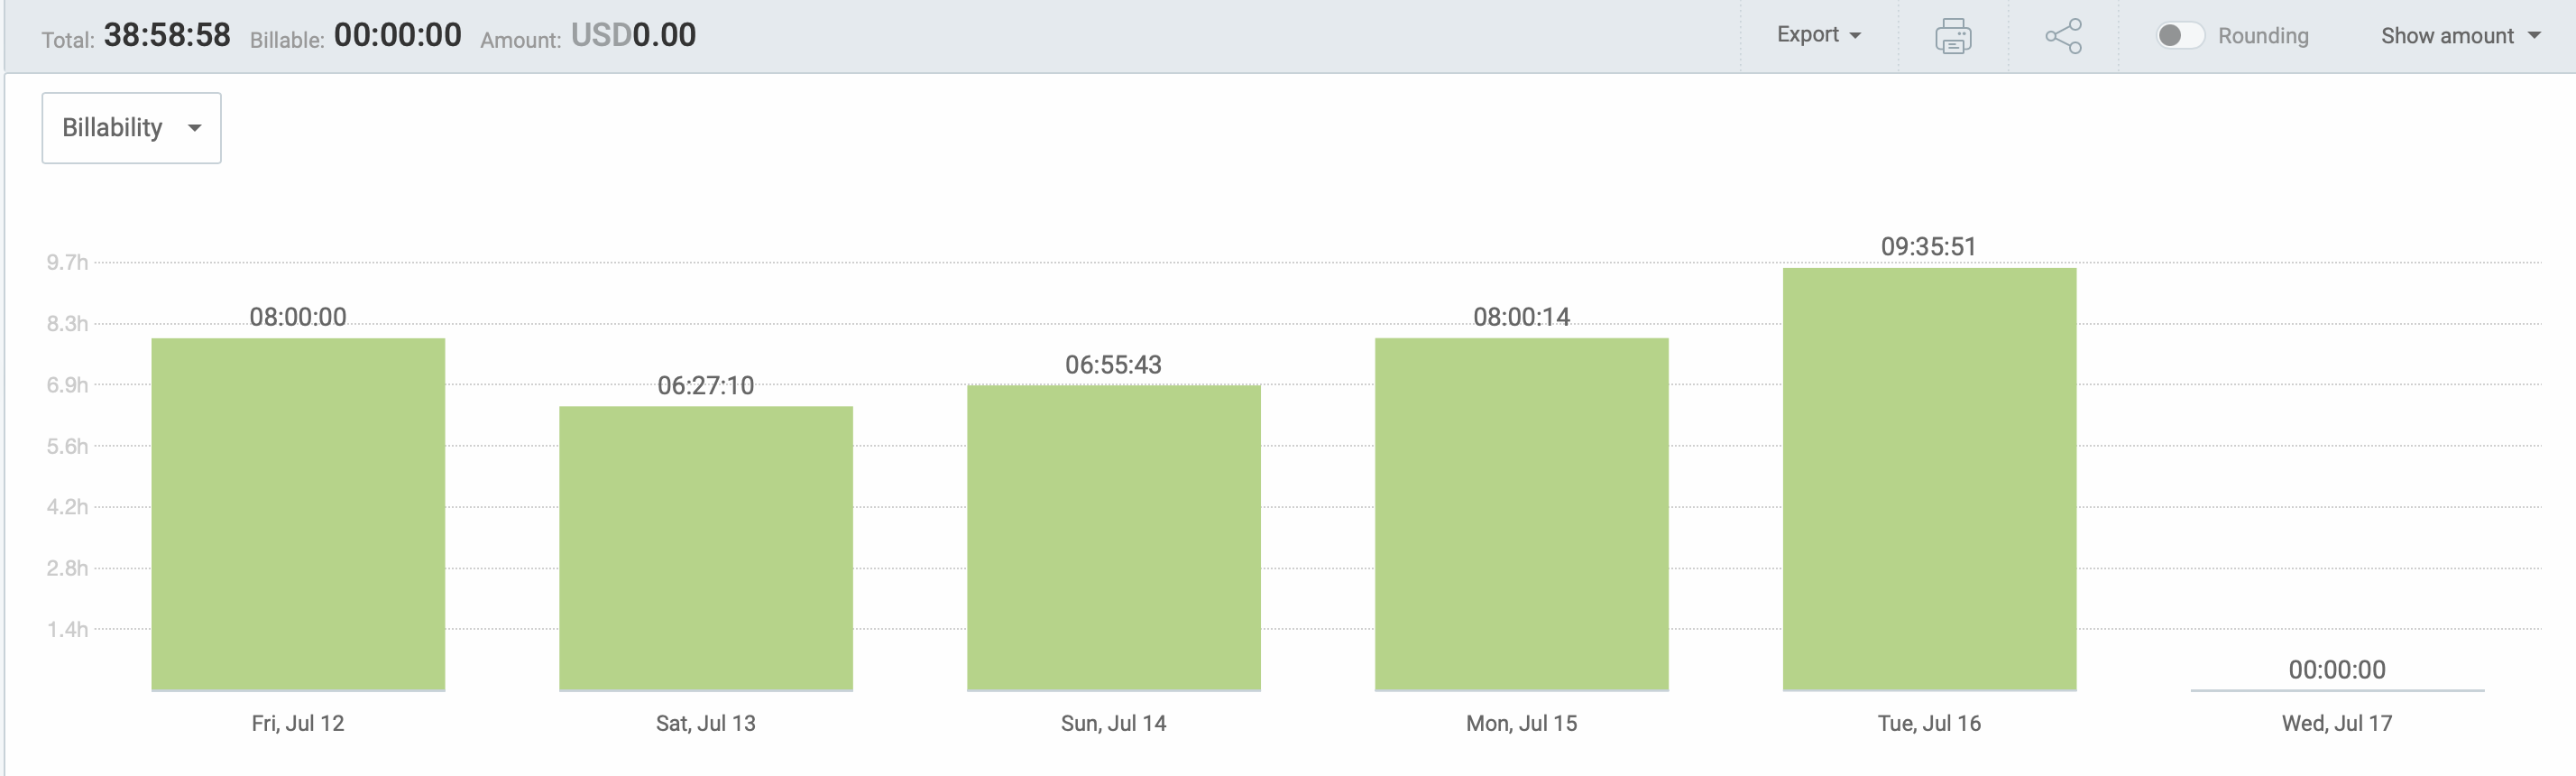 Total: 38:58:58 Billable: 00:00:00 Amount: USD0.00 Export Rounding Show amount
Billability
09:35:51
9.7h
08:00:00 08:00:14
8.3h
06:55:43
6.9h 06:27:10
5.6h
4.2h
2.8h
1.4h
00:00:00
Fri, Jul 12 Sat, Jul 13 Sun, Jul 14 Mon, Jul 15 Tue, Jul 16 Wed, Jul 17